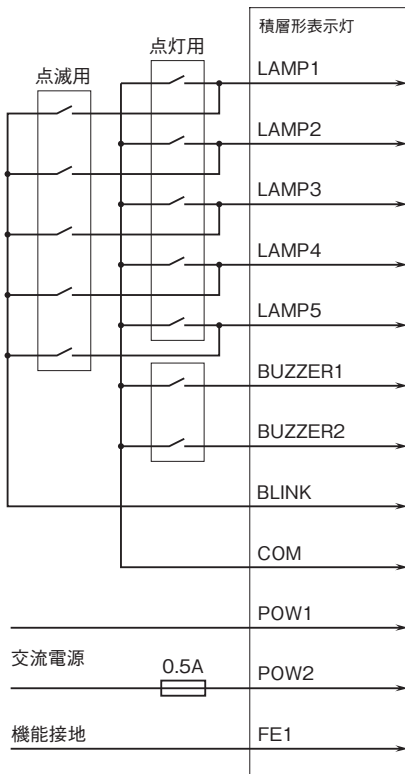 積層形表示灯
点灯用
点滅用
LAMP1
LAMP2
LAMP3
LAMP4
LAMP5
BUZZER1
BUZZER2
BLINK
COM
POW1
交流電源
0.5A
POW2
機能接地
FE1